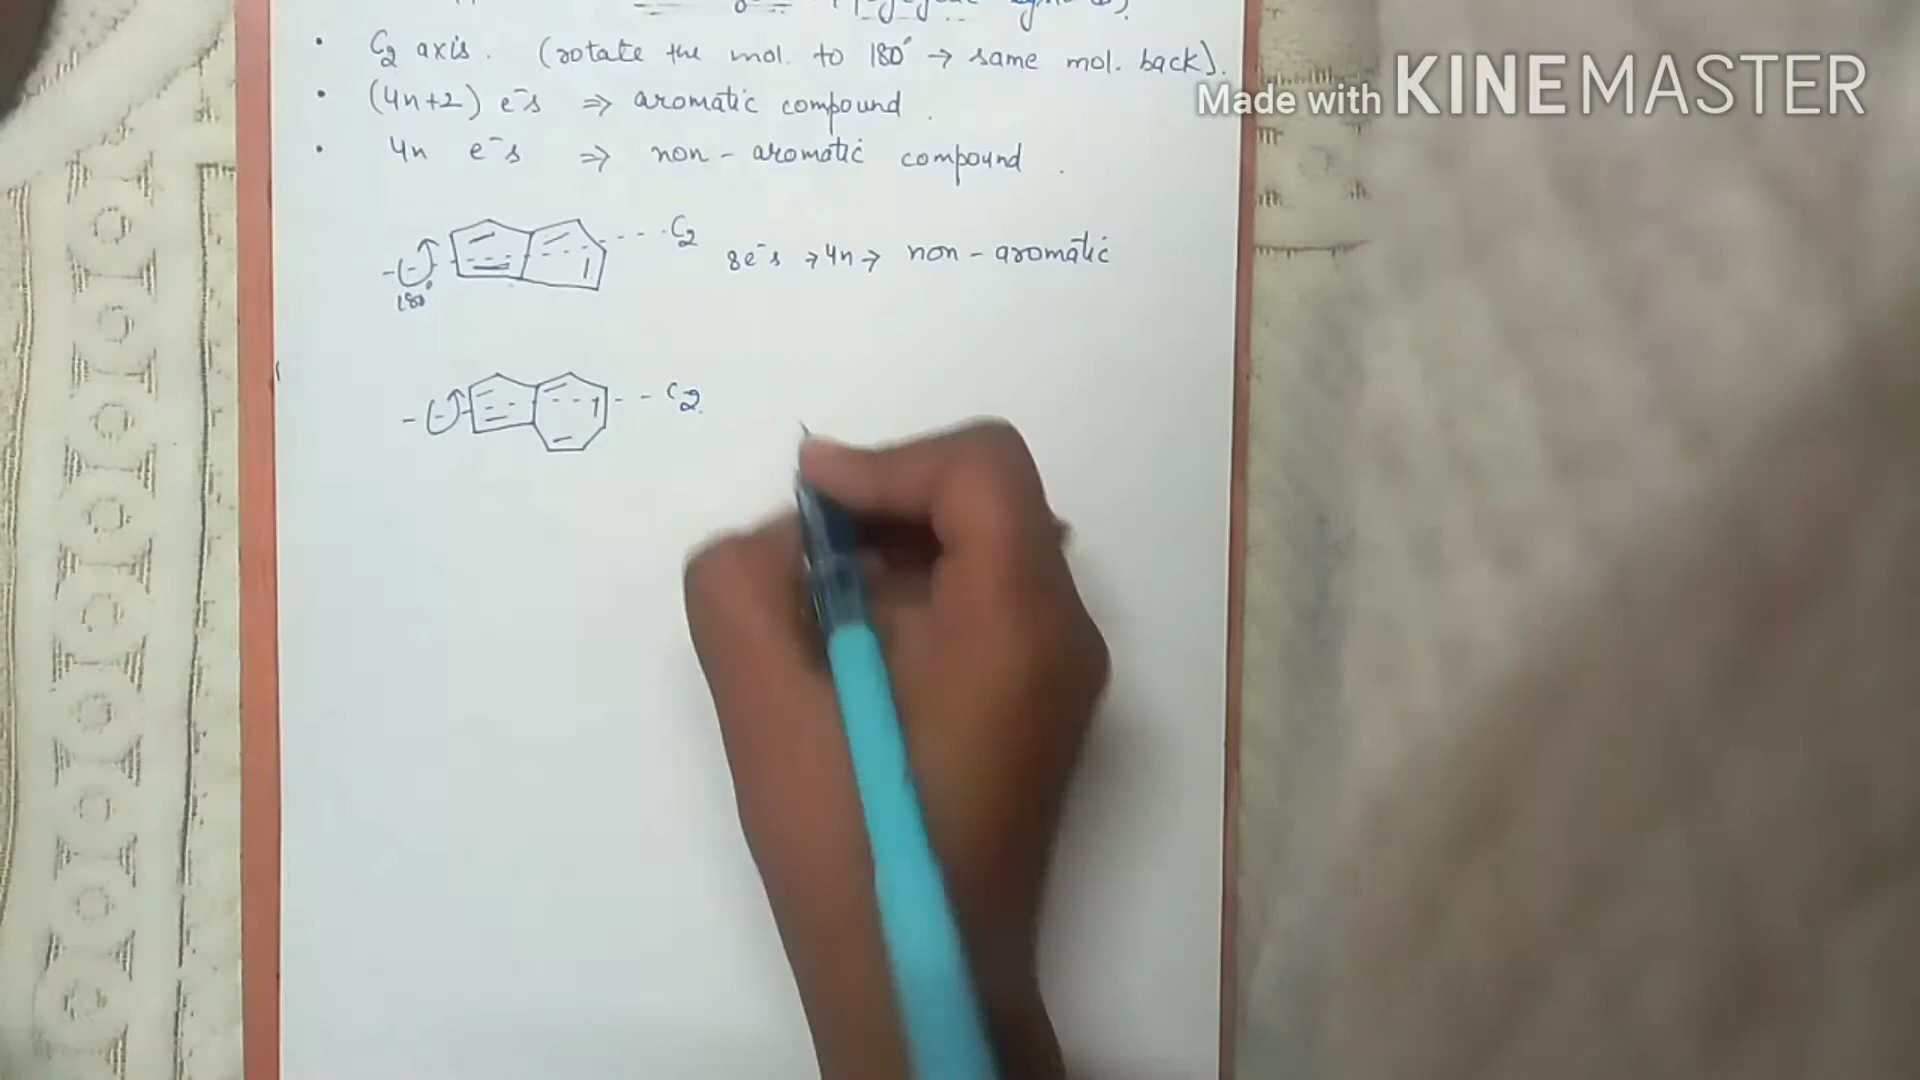 • C2 axis. (rotate the mol. to 180° → same mol. back).
• (4n+2) e⁻s ⇒ aromatic compound.
• 4n e⁻s ⇒ non-aromatic compound.
C2
180°
8e⁻s → 4n → non-aromatic
C2
Made with KINEMASTER